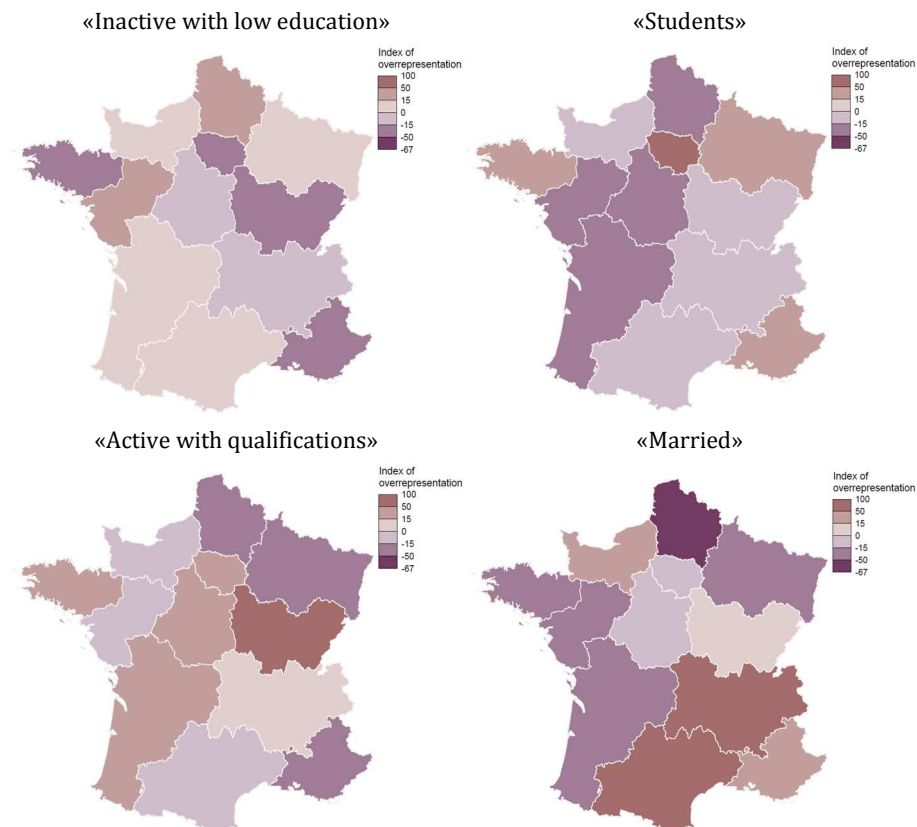 «Inactive with low education»
«Students»
Index of
overrepresentation
100
50
15
0
-15
-50
-67
Index of
overrepresentation
100
50
15
0
-15
-50
-67
«Active with qualifications»
«Married»
Index of
overrepresentation
100
50
15
0
-15
-50
-67
Index of
overrepresentation
100
50
15
0
-15
-50
-67